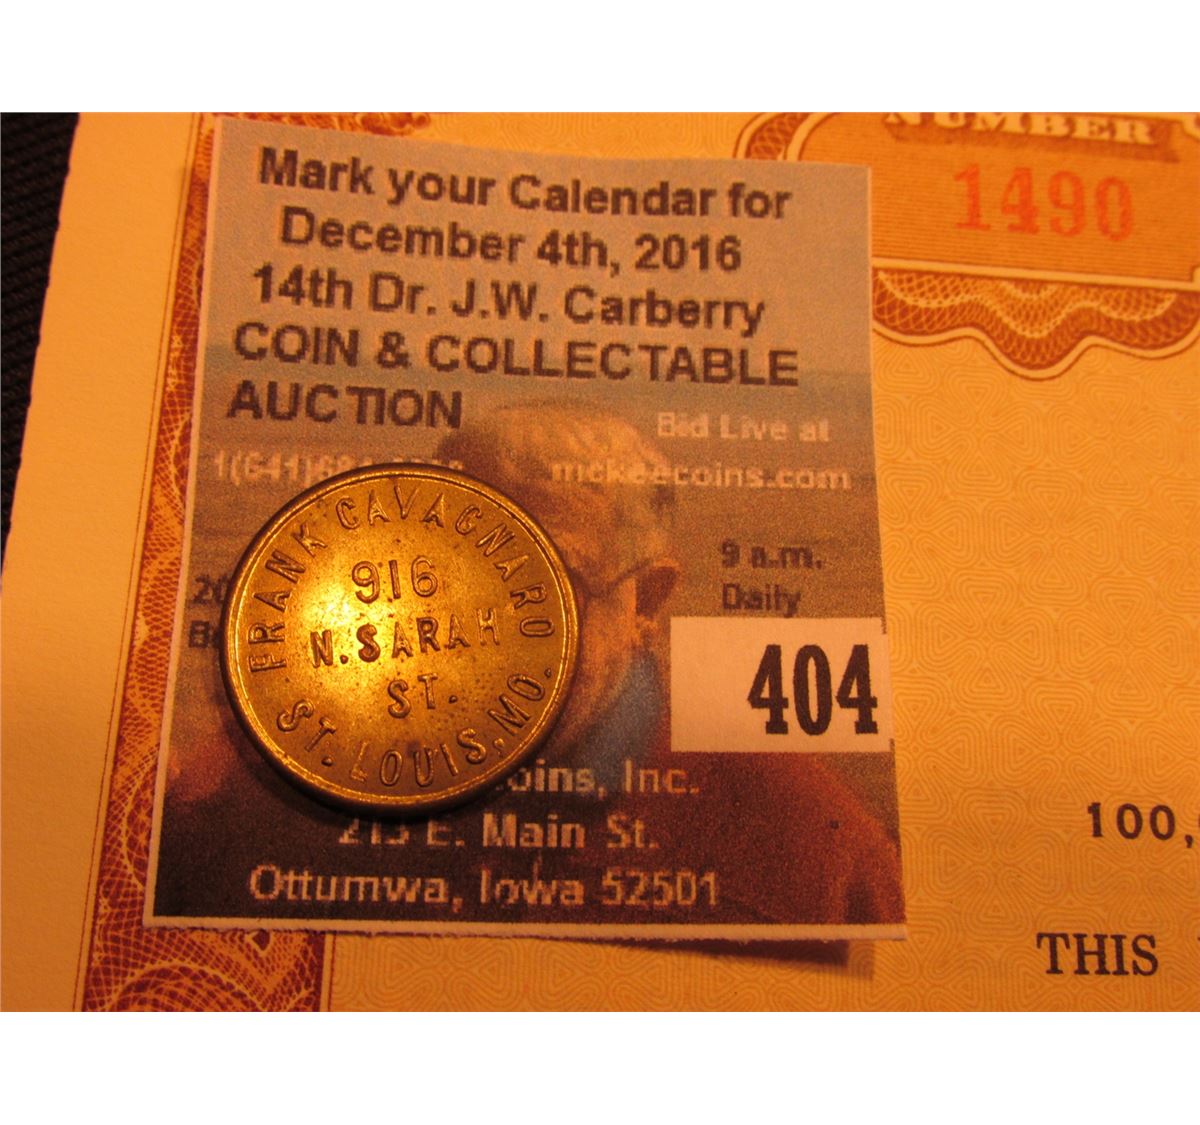 NUMBER
1490
Mark your Calendar for
December 4th, 2016
14th Dr. J.W. Carberry
COIN & COLLECTABLE
AUCTION
Bid Live at
mckeecoins.com
9 a.m.
Daily
FRANK CAVAGNARO
916
N. SARAH
ST.
ST. LOUIS, MO.
404
Inc.
213 E. Main St.
Ottumwa, Iowa 52501
100,
THIS